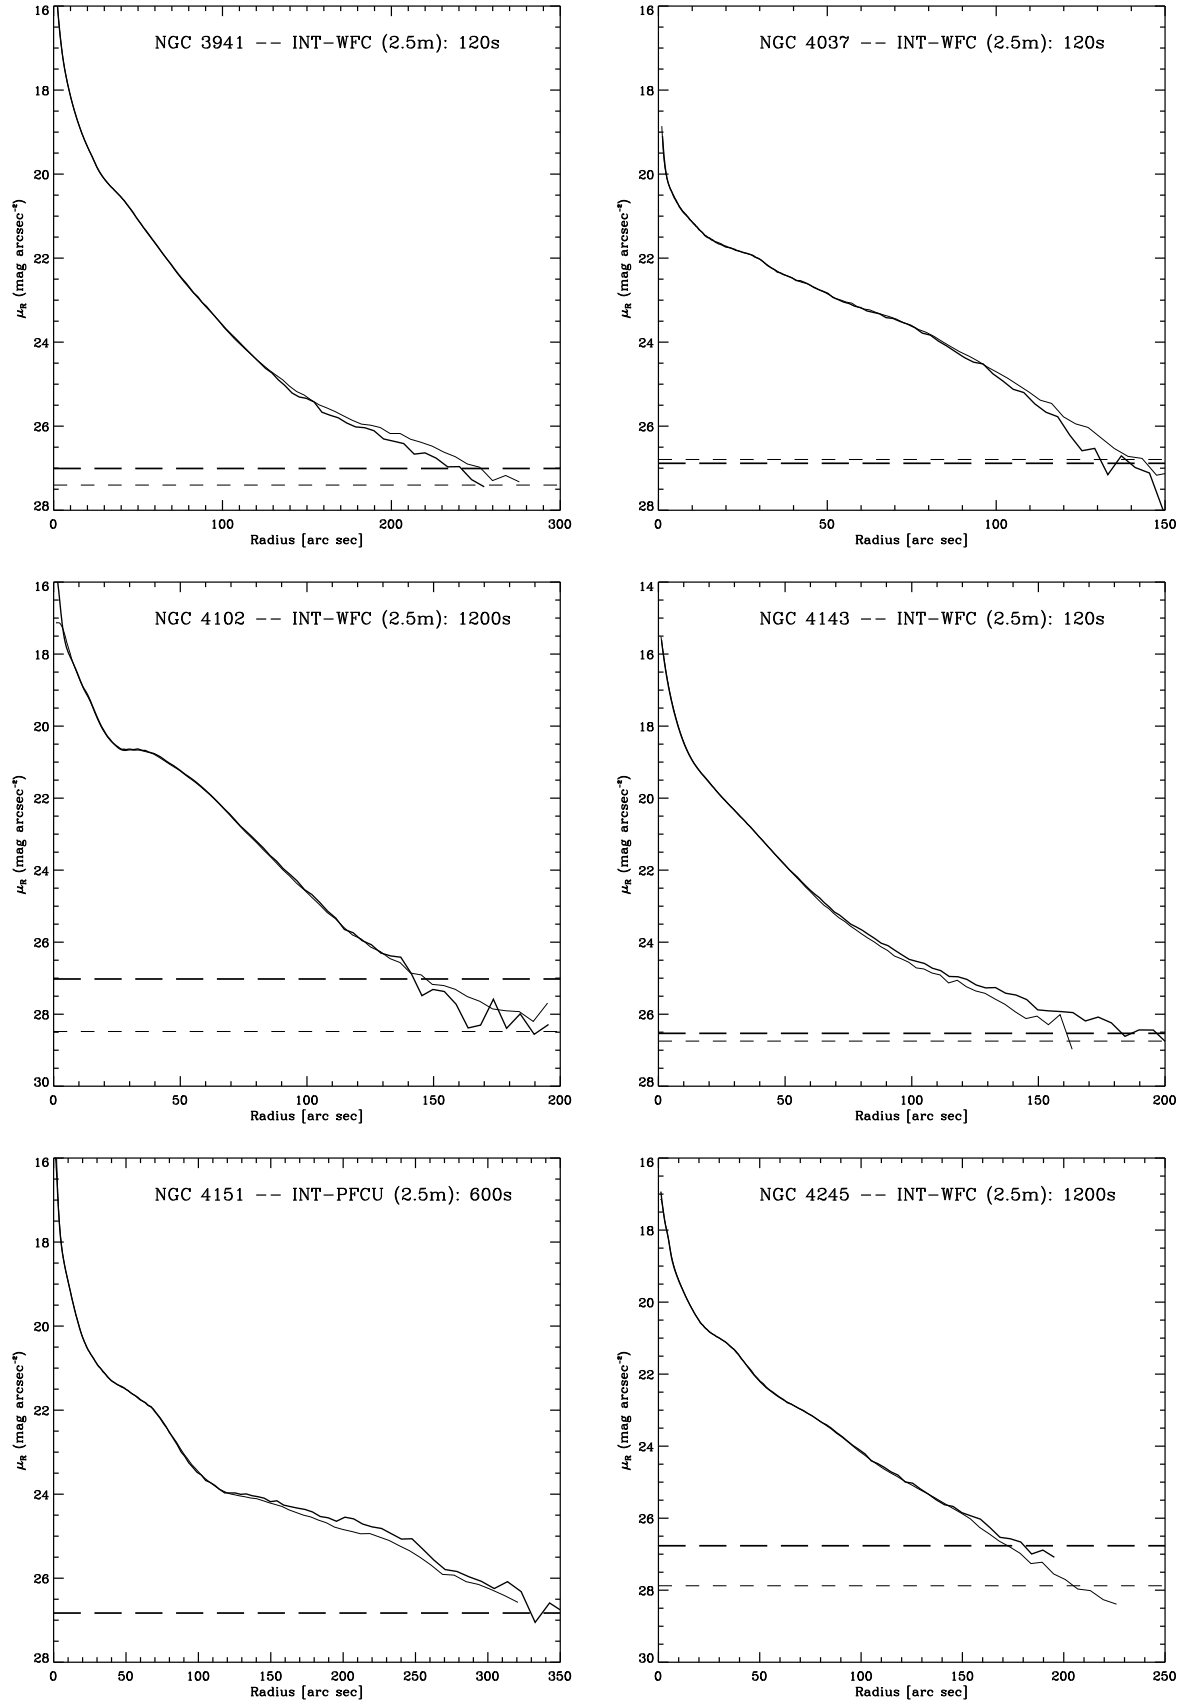 NGC 3941 -- INT-WFC (2.5m): 120s
16
18
20
22
24
26
28
μR (mag arcsec⁻²)
0 100 200 300
Radius [arc sec]
NGC 4037 -- INT-WFC (2.5m): 120s
16
18
20
22
24
26
28
μR (mag arcsec⁻²)
0 50 100 150
Radius [arc sec]
NGC 4102 -- INT-WFC (2.5m): 1200s
16
18
20
22
24
26
28
30
μR (mag arcsec⁻²)
0 50 100 150 200
Radius [arc sec]
NGC 4143 -- INT-WFC (2.5m): 120s
14
16
18
20
22
24
26
28
μR (mag arcsec⁻²)
0 50 100 150 200
Radius [arc sec]
NGC 4151 -- INT-PFCU (2.5m): 600s
16
18
20
22
24
26
28
μR (mag arcsec⁻²)
0 50 100 150 200 250 300 350
Radius [arc sec]
NGC 4245 -- INT-WFC (2.5m): 1200s
16
18
20
22
24
26
28
30
μR (mag arcsec⁻²)
0 50 100 150 200 250
Radius [arc sec]